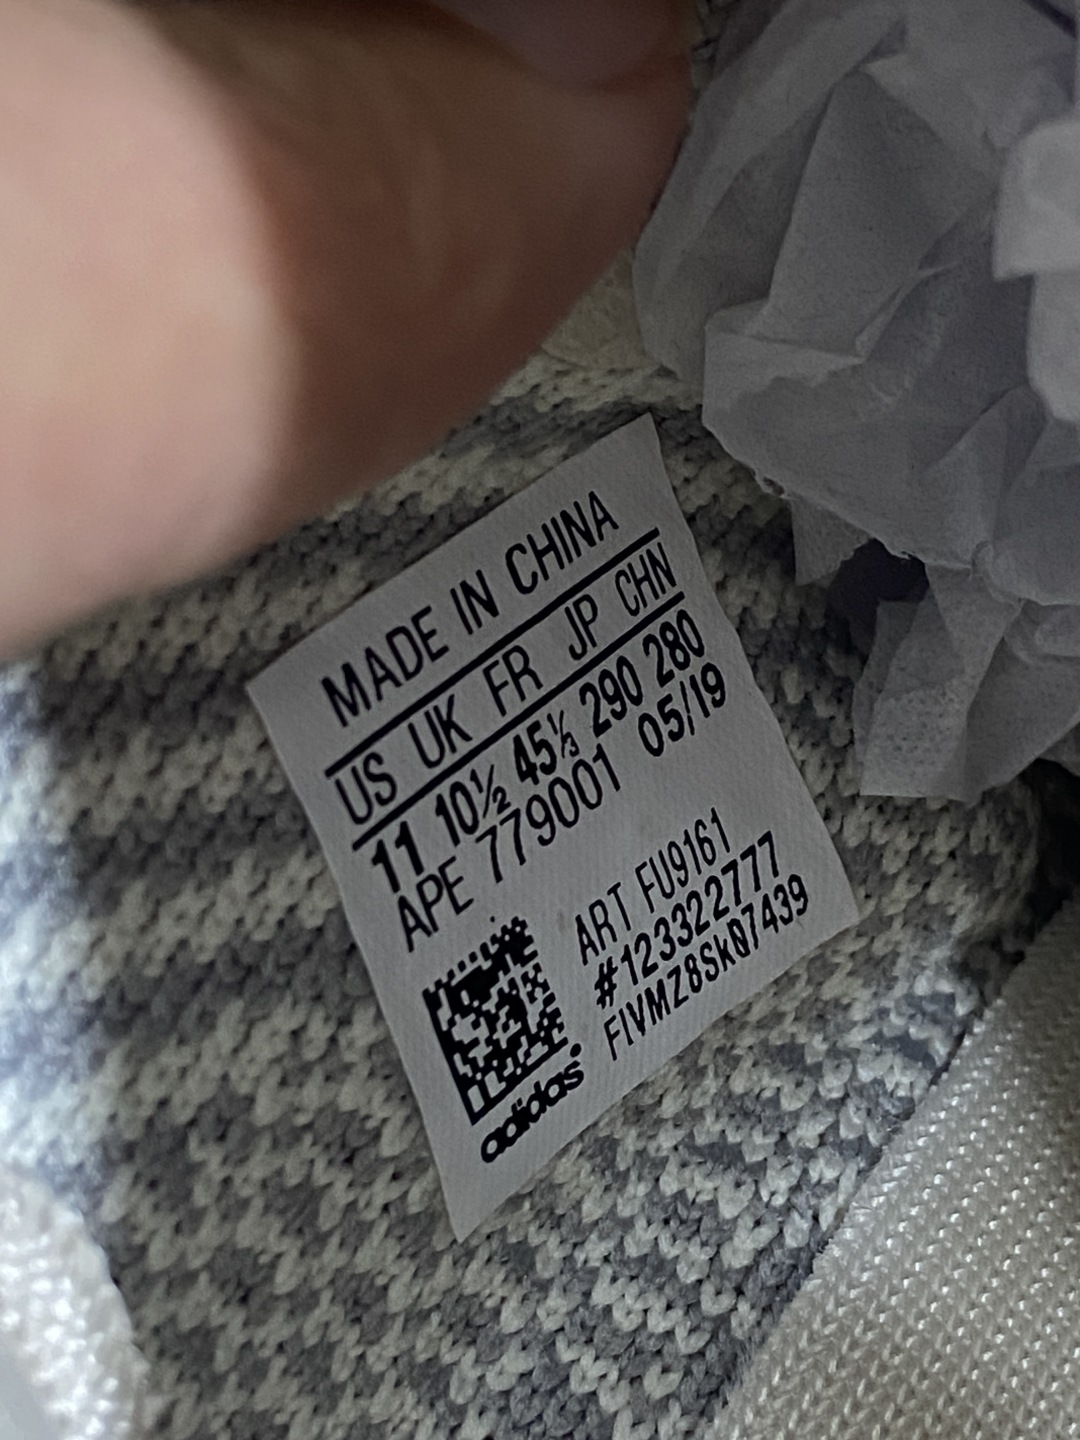 MADE IN CHINA
US UK FR JP CHN
11 10½ 45⅓ 290 280
APE 779001 05/19
ART FU9161
#123322777
FIVMZ8SkQ7439
adidas